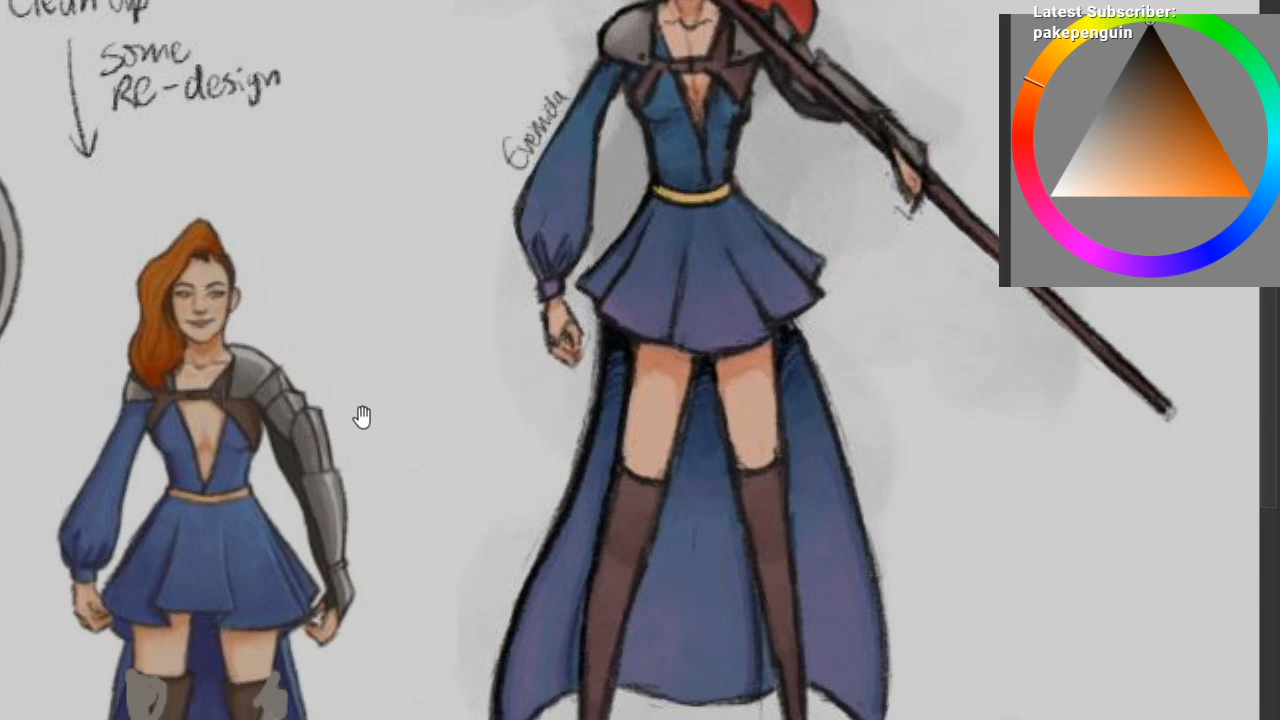 Clean up
some
Re-design
Latest Subscriber:
pakepenguin